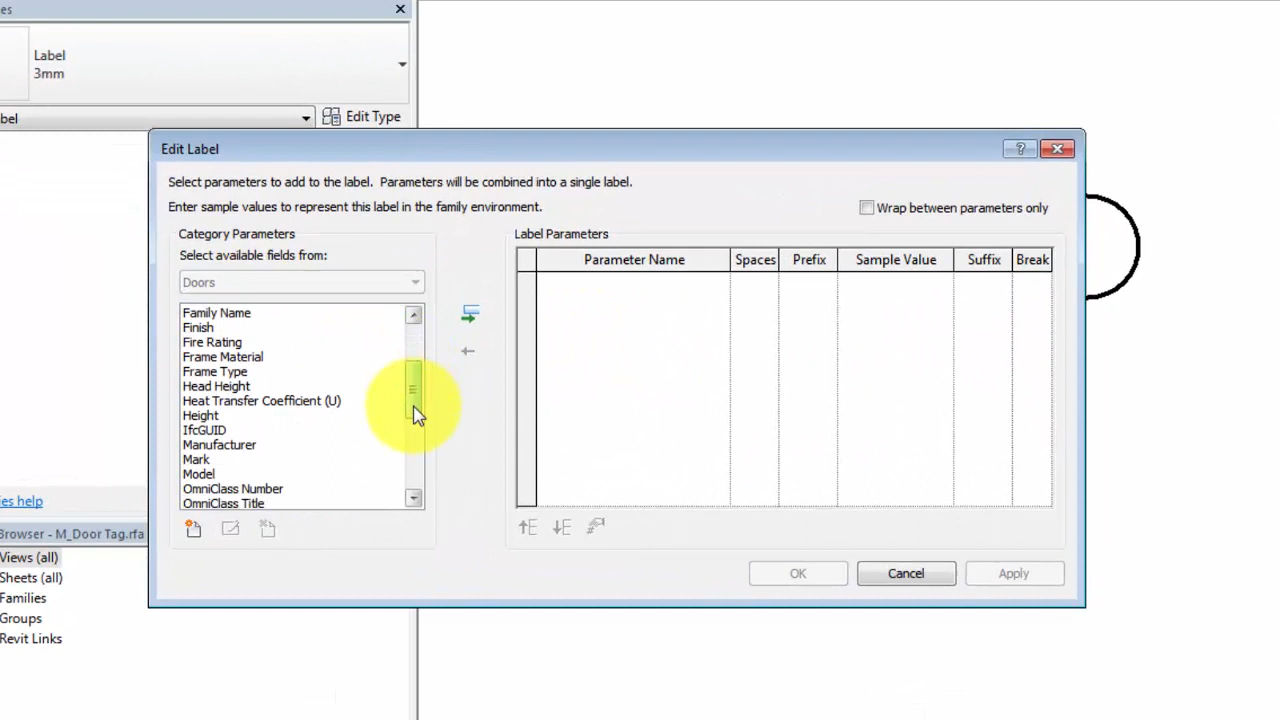 es
Label
3mm
bel
Edit Type
Edit Label
Select parameters to add to the label. Parameters will be combined into a single label.
Enter sample values to represent this label in the family environment.
Wrap between parameters only
Category Parameters
Select available fields from:
Doors
Family Name
Finish
Fire Rating
Frame Material
Frame Type
Head Height
Heat Transfer Coefficient (U)
Height
IfcGUID
Manufacturer
Mark
Model
OmniClass Number
OmniClass Title
Label Parameters
Parameter Name Spaces Prefix Sample Value Suffix Break
OK Cancel Apply
ies help
Browser - M_Door Tag.rfa
Views (all)
Sheets (all)
Families
Groups
Revit Links